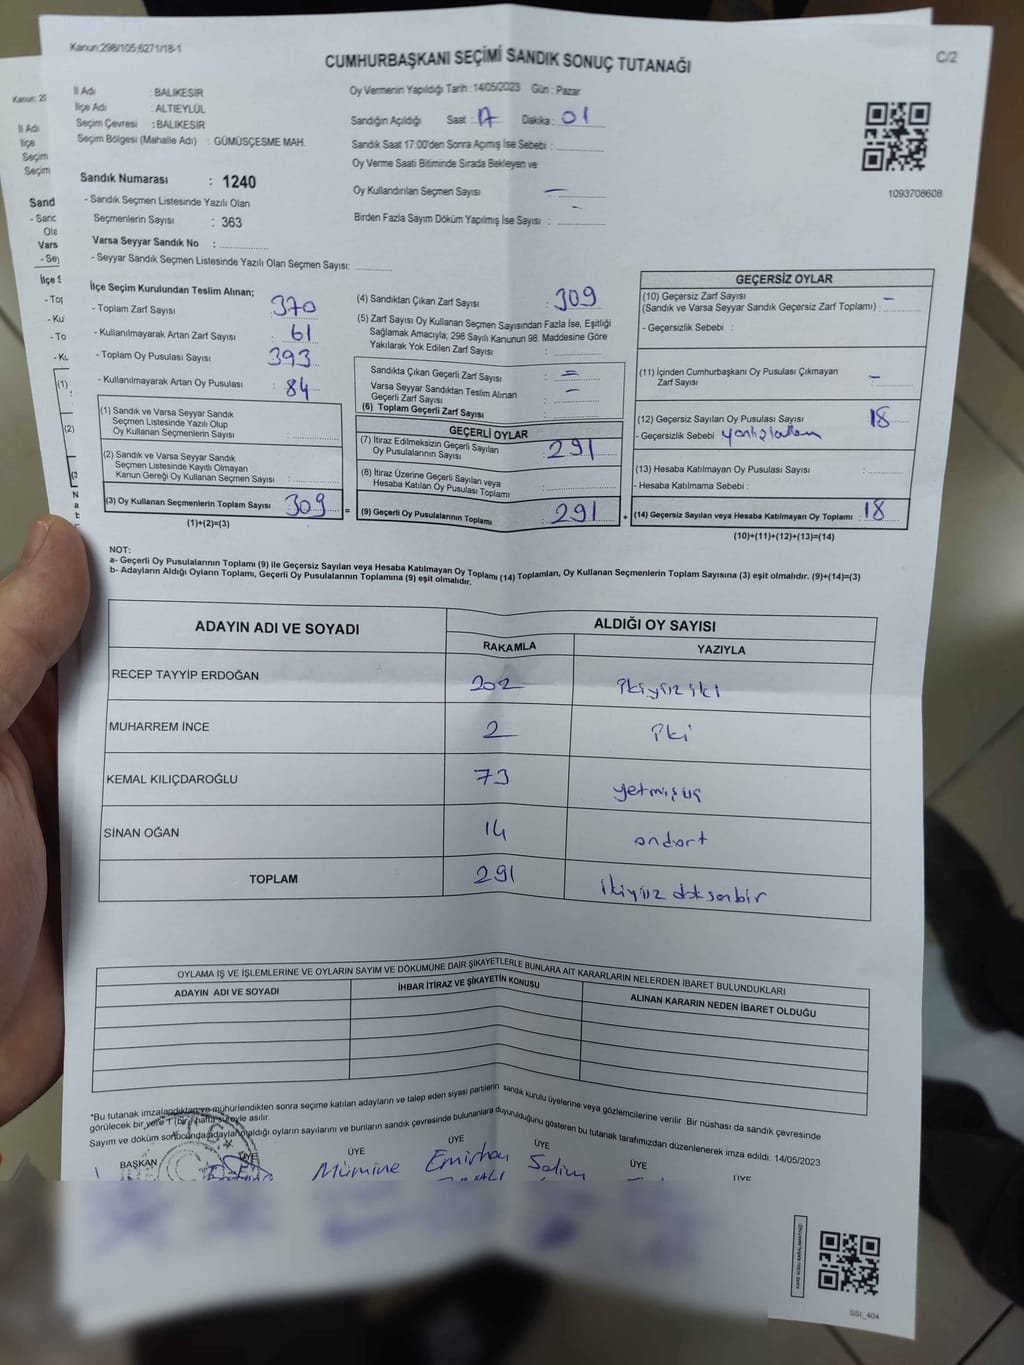 Kanun:298/105;6271/18-1
C/2
CUMHURBAŞKANI SEÇİMİ SANDIK SONUÇ TUTANAĞI
İl Adı : BALIKESİR
İlçe Adı : ALTIEYLÜL
Seçim Çevresi : BALIKESİR
Seçim Bölgesi (Mahalle Adı) : GÜMÜŞÇEŞME MAH.
Sandık Numarası : 1240
- Sandık Seçmen Listesinde Yazılı Olan
Seçmenlerin Sayısı : 363
Varsa Seyyar Sandık No :
- Seyyar Sandık Seçmen Listesinde Yazılı Olan Seçmen Sayısı:
Oy Vermenin Yapıldığı Tarih : 14/05/2023 Gün : Pazar
Sandığın Açıldığı Saat : 17 Dakika : 01
Sandık Saat 17:00'den Sonra Açımış İse Sebebi :
Oy Verme Saati Bitiminde Sırada Bekleyen ve
Oy Kullandırılan Seçmen Sayısı : —
Birden Fazla Sayım Döküm Yapılmış İse Sayısı : -
1093708608
İlçe Seçim Kurulundan Teslim Alınan;
- Toplam Zarf Sayısı : 370
- Kullanılmayarak Artan Zarf Sayısı : 61
- Toplam Oy Pusulası Sayısı : 393
- Kullanılmayarak Artan Oy Pusulası : 84
(1) Sandık ve Varsa Seyyar Sandık
Seçmen Listesinde Yazılı Olup
Oy Kullanan Seçmenlerin Sayısı :
(2) Sandık ve Varsa Seyyar Sandık
Seçmen Listesinde Kayıtlı Olmayan
Kanun Gereği Oy Kullanan Seçmen Sayısı :
(3) Oy Kullanan Seçmenlerin Toplam Sayısı : 309
(1)+(2)=(3)
(4) Sandıktan Çıkan Zarf Sayısı : 309
(5) Zarf Sayısı Oy Kullanan Seçmen Sayısından Fazla İse, Eşitliği
Sağlamak Amacıyla, 298 Sayılı Kanunun 98. Maddesine Göre
Yakılarak Yok Edilen Zarf Sayısı :
Sandıkta Çıkan Geçerli Zarf Sayısı : =
Varsa Seyyar Sandıktan Teslim Alınan
Geçerli Zarf Sayısı : —
(6) Toplam Geçerli Zarf Sayısı :
GEÇERLİ OYLAR
(7) İtiraz Edilmeksizin Geçerli Sayılan
Oy Pusulalarının Sayısı : 291
(8) İtiraz Üzerine Geçerli Sayılan veya
Hesaba Katılan Oy Pusulası Toplamı :
= (9) Geçerli Oy Pusulalarının Toplamı : 291 +
GEÇERSİZ OYLAR
(10) Geçersiz Zarf Sayısı
(Sandık ve Varsa Seyyar Sandık Geçersiz Zarf Toplamı) : —
- Geçersizlik Sebebi :
(11) İçinden Cumhurbaşkanı Oy Pusulası Çıkmayan
Zarf Sayısı : —
(12) Geçersiz Sayılan Oy Pusulası Sayısı : 18
- Geçersizlik Sebebi
(13) Hesaba Katılmayan Oy Pusulası Sayısı :
- Hesaba Katılmama Sebebi :
(14) Geçersiz Sayılan veya Hesaba Katılmayan Oy Toplamı : 18
(10)+(11)+(12)+(13)=(14)
NOT:
a- Geçerli Oy Pusulalarının Toplamı (9) ile Geçersiz Sayılan veya Hesaba Katılmayan Oy Toplamı (14) Toplamları, Oy Kullanan Seçmenlerin Toplam Sayısına (3) eşit olmalıdır. (9)+(14)=(3)
b- Adayların Aldığı Oyların Toplamı, Geçerli Oy Pusulalarının Toplamına (9) eşit olmalıdır.
ADAYIN ADI VE SOYADI
ALDIĞI OY SAYISI
RAKAMLA YAZIYLA
RECEP TAYYİP ERDOĞAN 202 ikiyüziki
MUHARREM İNCE 2 iki
KEMAL KILIÇDAROĞLU 73 yetmişüç
SİNAN OĞAN 14 ondört
TOPLAM 291 ikiyüz doksanbir
OYLAMA İŞ VE İŞLEMLERİNE VE OYLARIN SAYIM VE DÖKÜMÜNE DAİR ŞİKAYETLERLE BUNLARA AİT KARARLARIN NELERDEN İBARET BULUNDUKLARI
ADAYIN ADI VE SOYADI
İHBAR İTİRAZ VE ŞİKAYETİN KONUSU
ALINAN KARARIN NEDEN İBARET OLDUĞU
*Bu tutanak imzalandıktan ve mühürlendikten sonra seçime katılan adayların ve talep eden siyasi partilerin sandık kurulu üyelerine veya gözlemcilerine verilir. Bir nüshası da sandık çevresinde
görülecek bir yere 1 (bir) hafta süreyle asılır.
Sayım ve döküm sonucunda adayların aldığı oyların sayılarını ve bunların sandık çevresinde bulunanlara duyurulduğunu gösteren bu tutanak tarafımızdan düzenlenerek imza edildi. 14/05/2023
BAŞKAN ÜYE ÜYE ÜYE ÜYE ÜYE ÜYE
Mümine Emirhan Salim
SSI_404